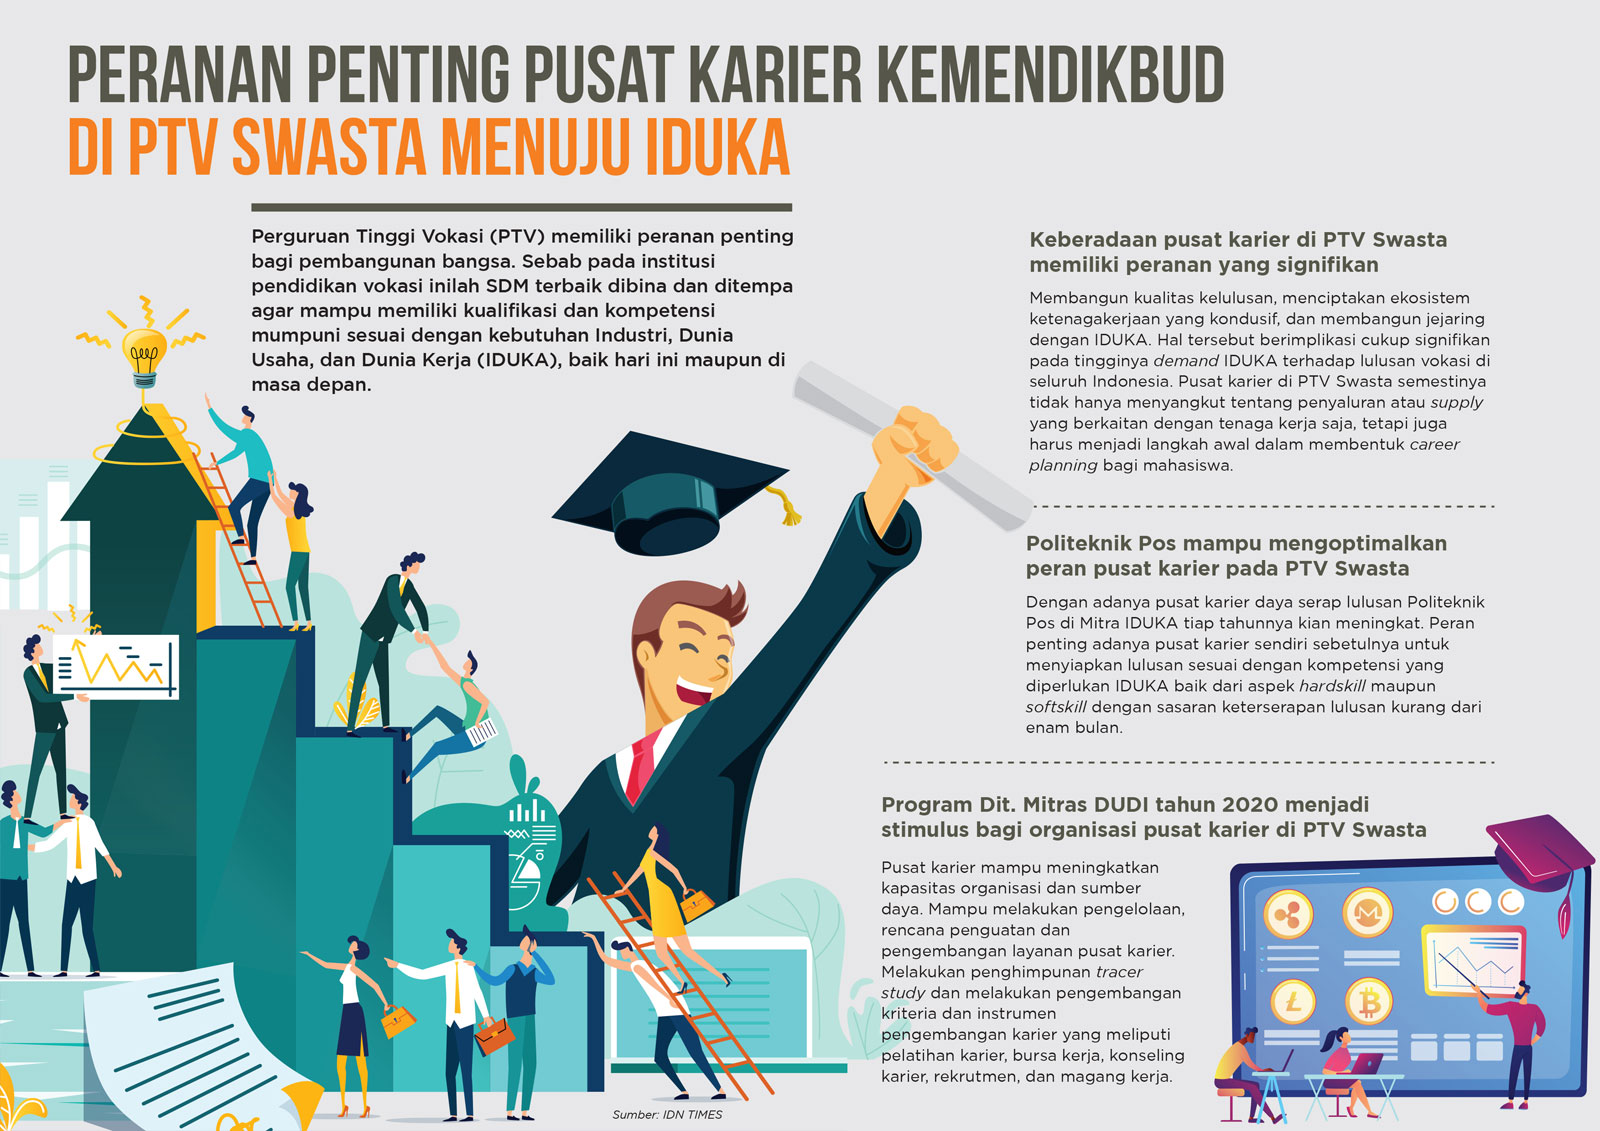 PERANAN PENTING PUSAT KARIER KEMENDIKBUD
DI PTV SWASTA MENUJU IDUKA
Perguruan Tinggi Vokasi (PTV) memiliki peranan penting
bagi pembangunan bangsa. Sebab pada institusi
pendidikan vokasi inilah SDM terbaik dibina dan ditempa
agar mampu memiliki kualifikasi dan kompetensi
mumpuni sesuai dengan kebutuhan Industri, Dunia
Usaha, dan Dunia Kerja (IDUKA), baik hari ini maupun di
masa depan.
Keberadaan pusat karier di PTV Swasta
memiliki peranan yang signifikan
Membangun kualitas kelulusan, menciptakan ekosistem
ketenagakerjaan yang kondusif, dan membangun jejaring
dengan IDUKA. Hal tersebut berimplikasi cukup signifikan
pada tingginya demand IDUKA terhadap lulusan vokasi di
seluruh Indonesia. Pusat karier di PTV Swasta semestinya
tidak hanya menyangkut tentang penyaluran atau supply
yang berkaitan dengan tenaga kerja saja, tetapi juga
harus menjadi langkah awal dalam membentuk career
planning bagi mahasiswa.
Politeknik Pos mampu mengoptimalkan
peran pusat karier pada PTV Swasta
Dengan adanya pusat karier daya serap lulusan Politeknik
Pos di Mitra IDUKA tiap tahunnya kian meningkat. Peran
penting adanya pusat karier sendiri sebetulnya untuk
menyiapkan lulusan sesuai dengan kompetensi yang
diperlukan IDUKA baik dari aspek hardskill maupun
softskill dengan sasaran keterserapan lulusan kurang dari
enam bulan.
Program Dit. Mitras DUDI tahun 2020 menjadi
stimulus bagi organisasi pusat karier di PTV Swasta
Pusat karier mampu meningkatkan
kapasitas organisasi dan sumber
daya. Mampu melakukan pengelolaan,
rencana penguatan dan
pengembangan layanan pusat karier.
Melakukan penghimpunan tracer
study dan melakukan pengembangan
kriteria dan instrumen
pengembangan karier yang meliputi
pelatihan karier, bursa kerja, konseling
karier, rekrutmen, dan magang kerja.
Sumber: IDN TIMES